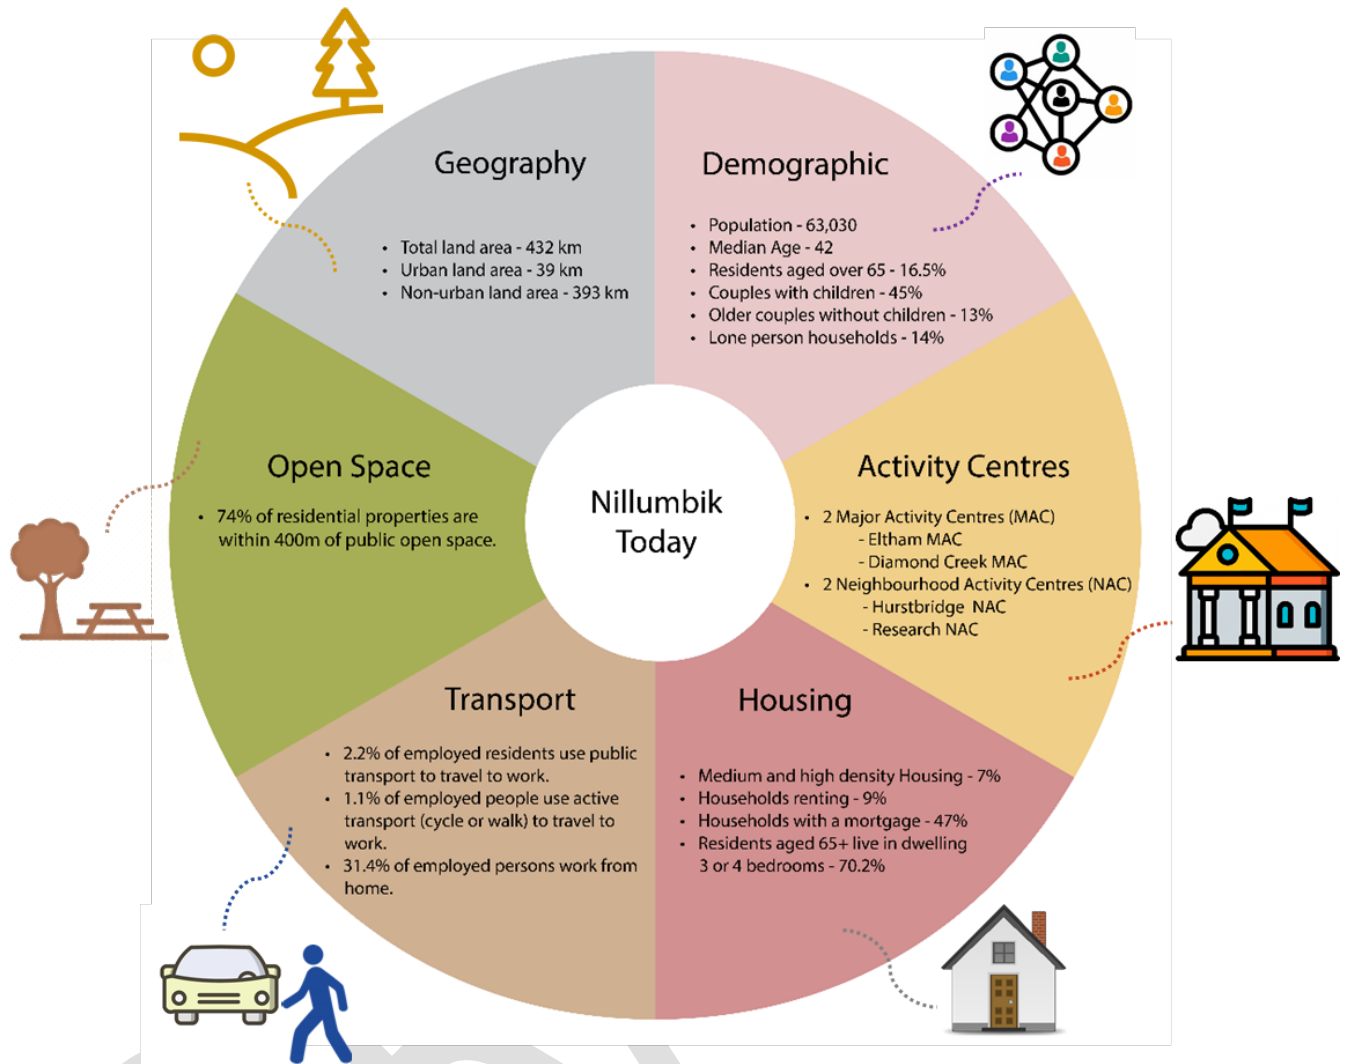 Nillumbik
Today
Geography
• Total land area - 432 km
• Urban land area - 39 km
• Non-urban land area - 393 km
Demographic
• Population - 63,030
• Median Age - 42
• Residents aged over 65 - 16.5%
• Couples with children - 45%
• Older couples without children - 13%
• Lone person households - 14%
Activity Centres
• 2 Major Activity Centres (MAC)
- Eltham MAC
- Diamond Creek MAC
• 2 Neighbourhood Activity Centres (NAC)
- Hurstbridge NAC
- Research NAC
Housing
• Medium and high density Housing - 7%
• Households renting - 9%
• Households with a mortgage - 47%
• Residents aged 65+ live in dwelling
3 or 4 bedrooms - 70.2%
Transport
• 2.2% of employed residents use public
transport to travel to work.
• 1.1% of employed people use active
transport (cycle or walk) to travel to
work.
• 31.4% of employed persons work from
home.
Open Space
• 74% of residential properties are
within 400m of public open space.